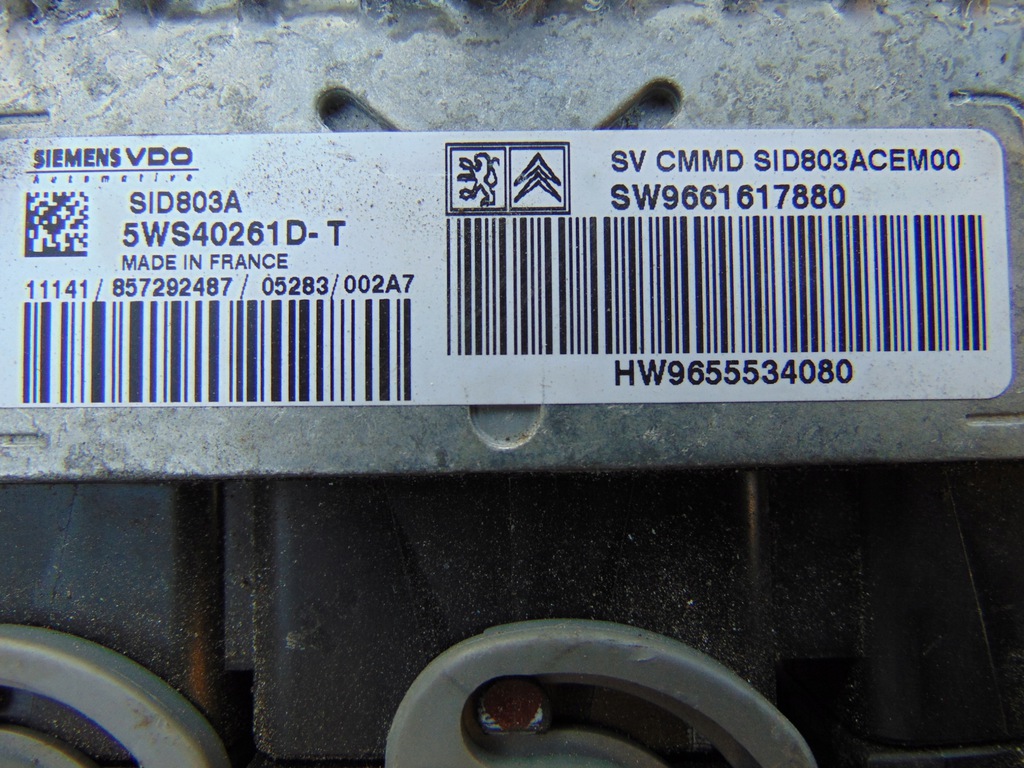 SIEMENS VDO
Automotive
SID803A
5WS40261D-T
MADE IN FRANCE
11141/857292487/05283/002A7
SV CMMD SID803ACEM00
SW9661617880
HW9655534080